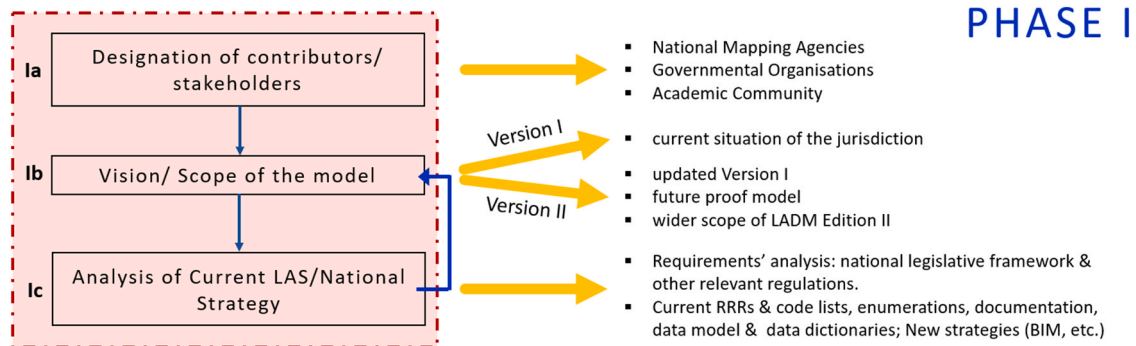 PHASE I
Ia
Designation of contributors/
stakeholders
▪ National Mapping Agencies
▪ Governmental Organisations
▪ Academic Community
Ib
Vision/ Scope of the model
Version I
▪ current situation of the jurisdiction
Version II
▪ updated Version I
▪ future proof model
▪ wider scope of LADM Edition II
Ic
Analysis of Current LAS/National
Strategy
▪ Requirements’ analysis: national legislative framework &
other relevant regulations.
▪ Current RRRs & code lists, enumerations, documentation,
data model & data dictionaries; New strategies (BIM, etc.)